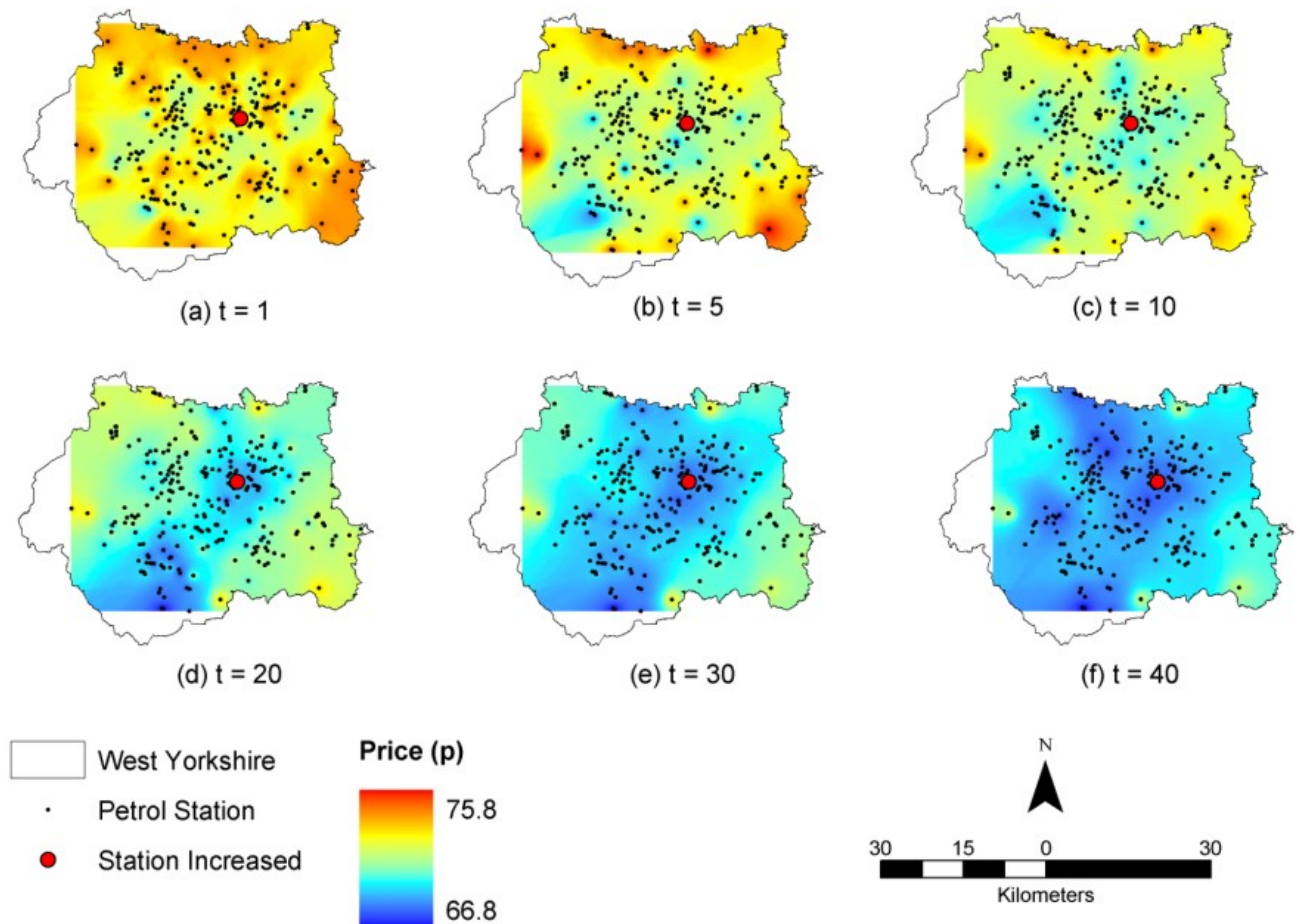 (a) t = 1
(b) t = 5
(c) t = 10
(d) t = 20
(e) t = 30
(f) t = 40
West Yorkshire
Petrol Station
Station Increased
Price (p)
75.8
66.8
N
30 15 0 30
Kilometers